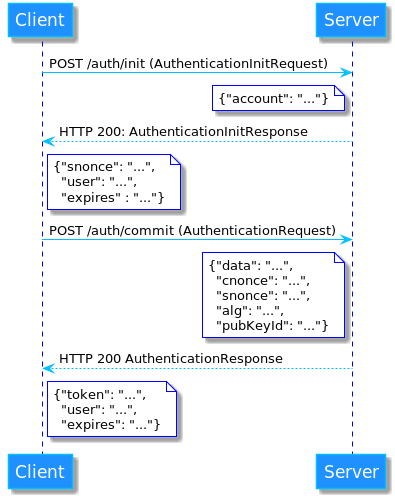 Client
Server
POST /auth/init (AuthenticationInitRequest)
{"account": "..."}
HTTP 200: AuthenticationInitResponse
{"snonce": "...",
"user": "...",
"expires" : "..."}
POST /auth/commit (AuthenticationRequest)
{"data": "...",
"cnonce": "...",
"snonce": "...",
"alg": "...",
"pubKeyId": "..."}
HTTP 200 AuthenticationResponse
{"token": "...",
"user": "...",
"expires": "..."}
Client
Server